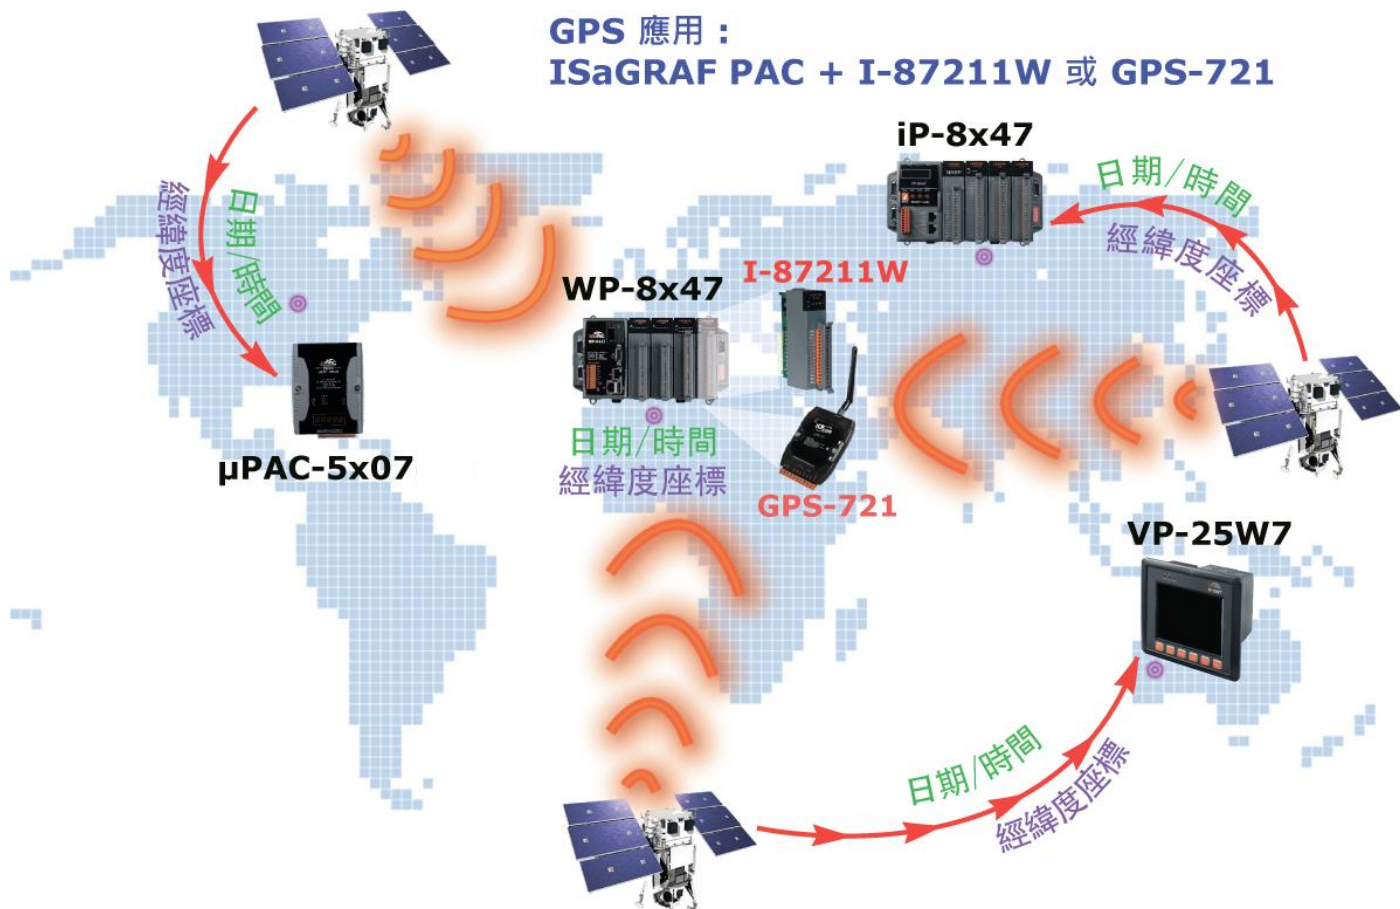 GPS 應用：
ISaGRAF PAC + I-87211W 或 GPS-721
iP-8x47
日期/時間
經緯度座標
日期/時間
經緯度座標
I-87211W
WP-8x47
日期/時間
經緯度座標
µPAC-5x07
GPS-721
VP-25W7
日期/時間
經緯度座標